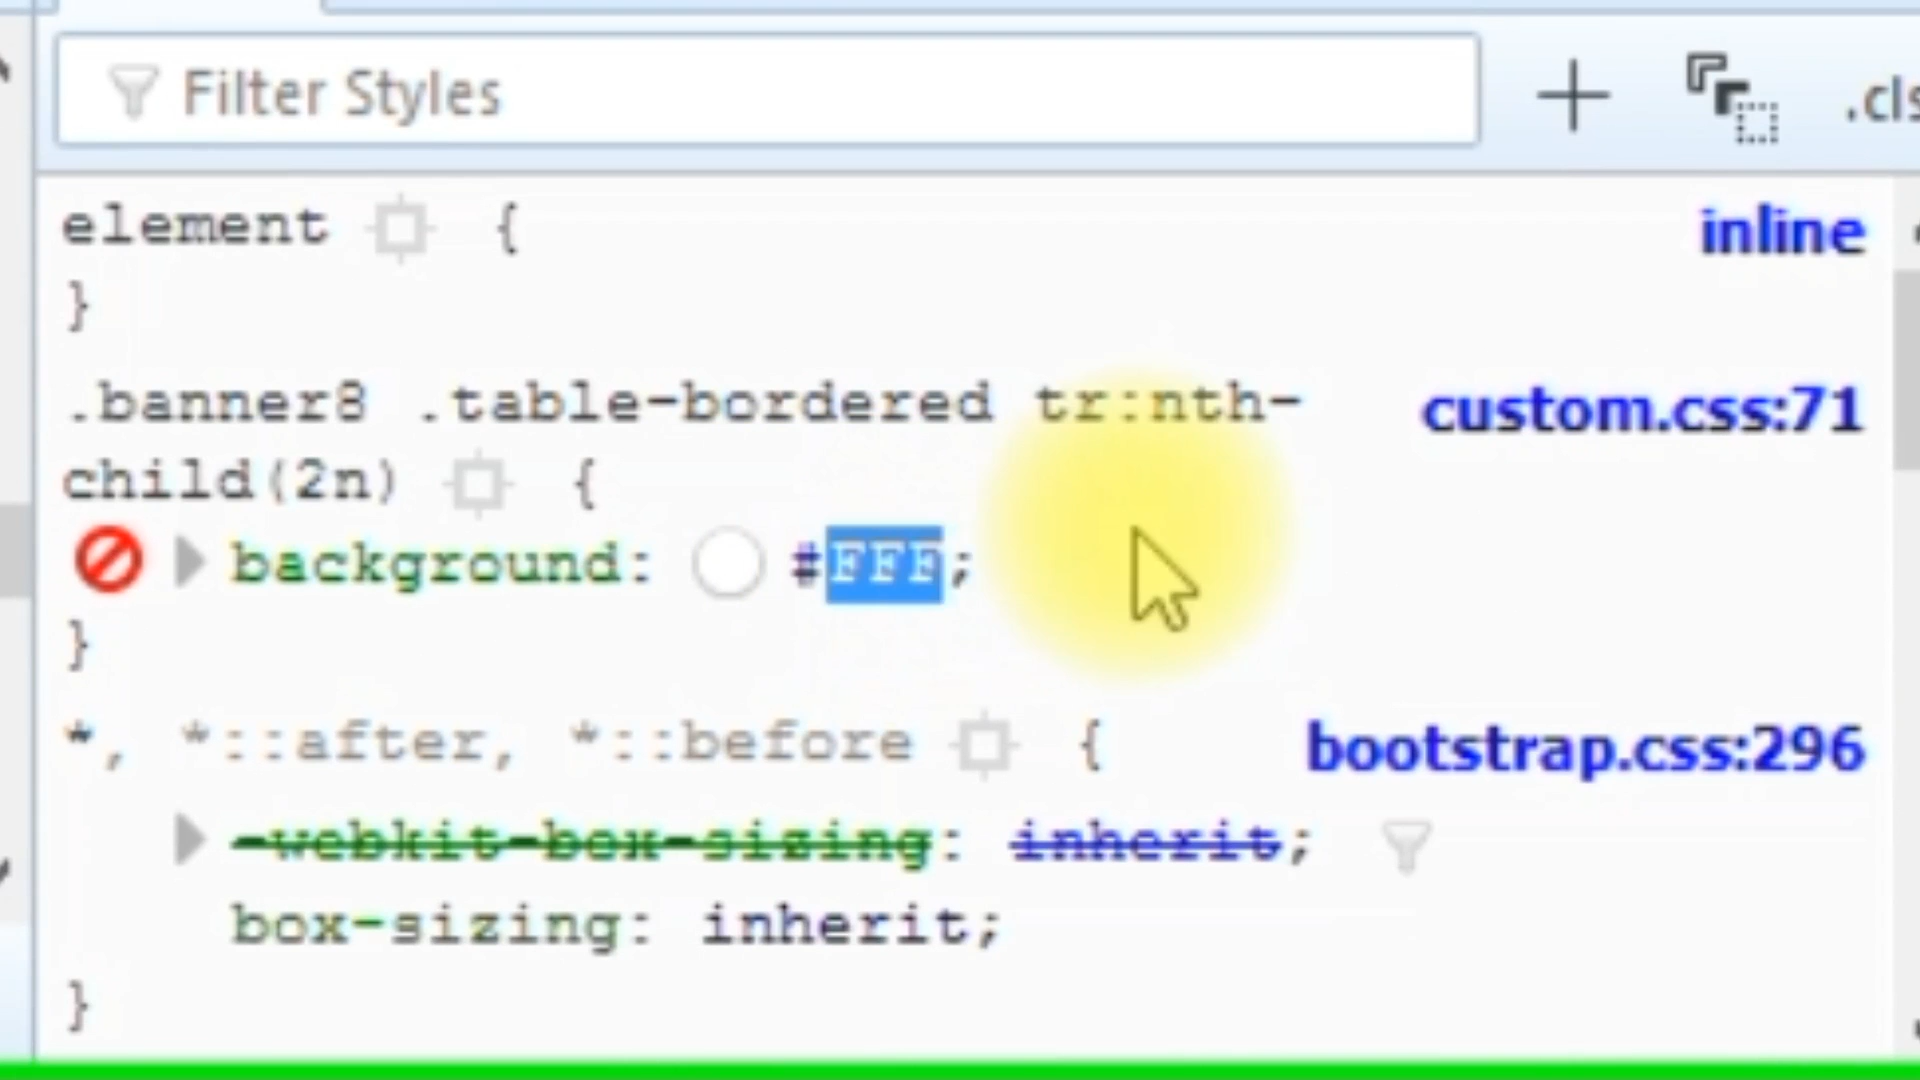 Filter Styles
.cls
element { inline
}
.banner8 .table-bordered tr:nth- custom.css:71
child(2n) {
background: #FFF;
}
*, *::after, *::before { bootstrap.css:296
-webkit-box-sizing: inherit;
box-sizing: inherit;
}